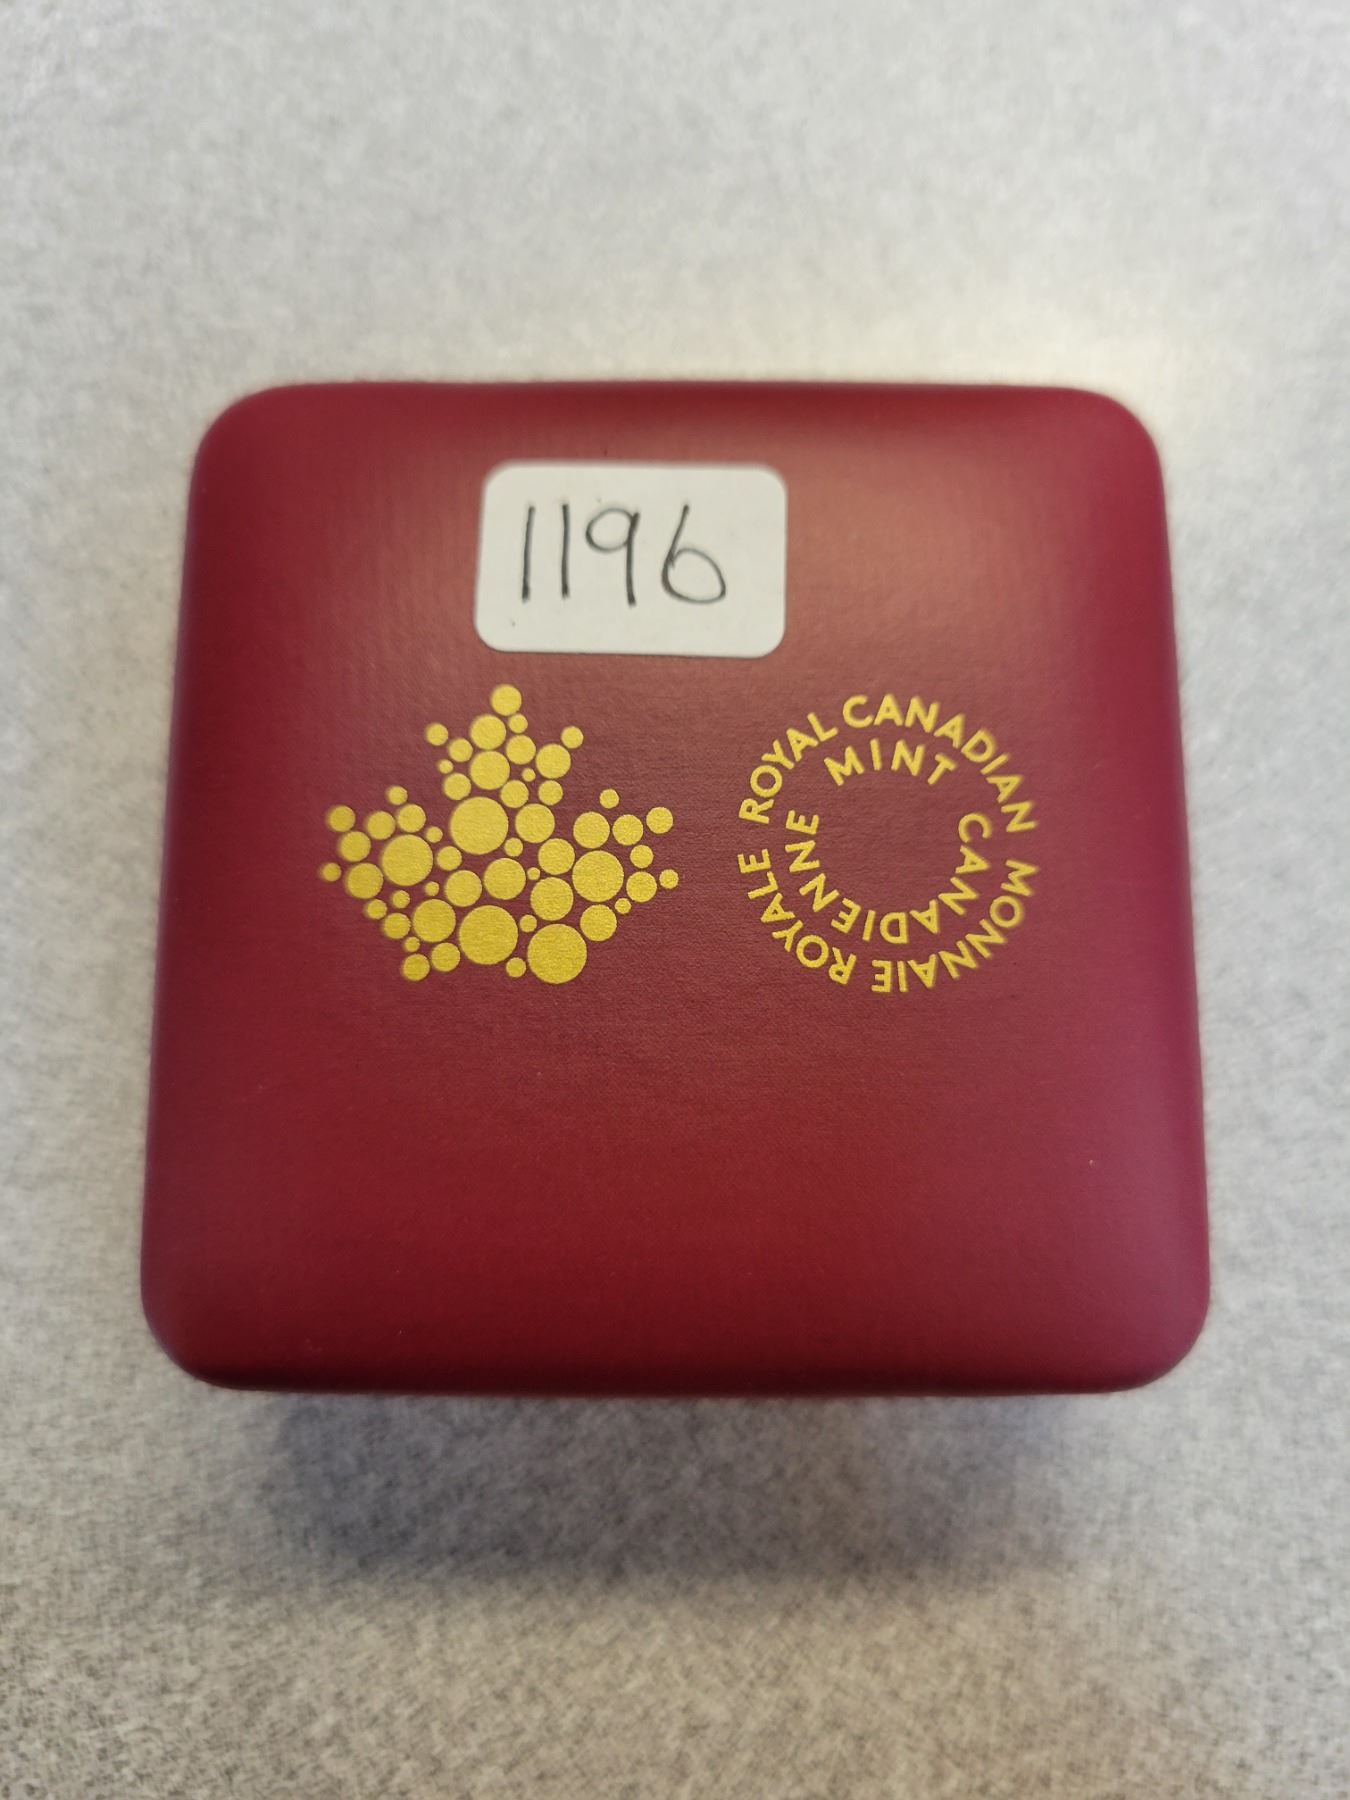 1196
ROYAL CANADIAN MINT
MONNAIE ROYALE CANADIENNE